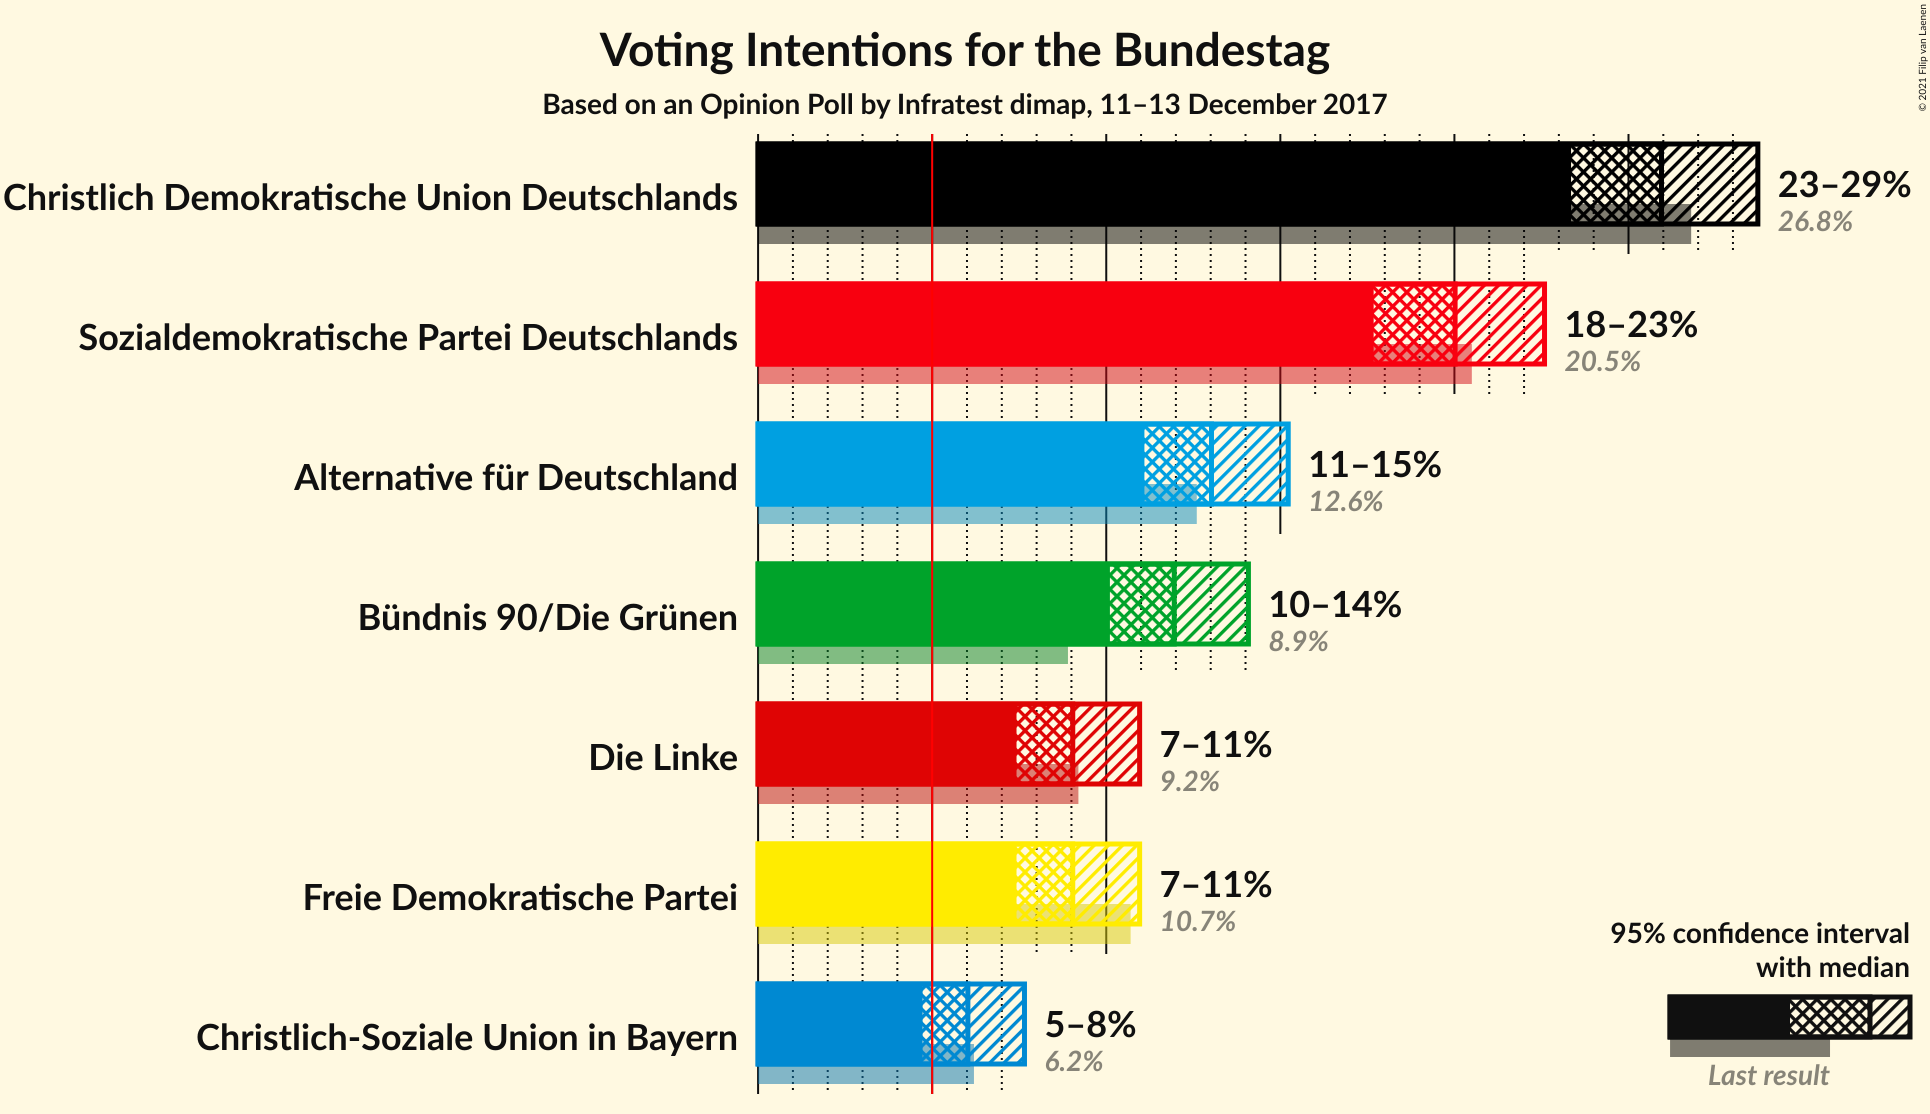 Voting Intentions for the Bundestag
Based on an Opinion Poll by Infratest dimap, 11–13 December 2017
© 2021 Filip van Laenen
Christlich Demokratische Union Deutschlands
23–29%
26.8%
Sozialdemokratische Partei Deutschlands
18–23%
20.5%
Alternative für Deutschland
11–15%
12.6%
Bündnis 90/Die Grünen
10–14%
8.9%
Die Linke
7–11%
9.2%
Freie Demokratische Partei
7–11%
10.7%
Christlich-Soziale Union in Bayern
5–8%
6.2%
95% confidence interval
with median
Last result